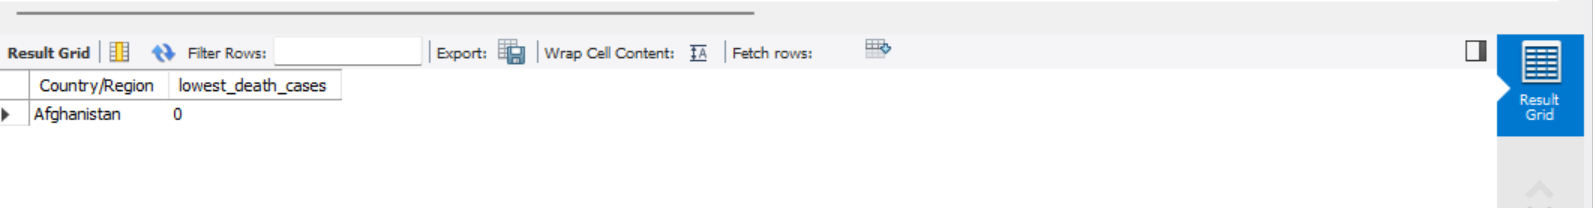 Result Grid Filter Rows: Export: Wrap Cell Content: Fetch rows:
Country/Region lowest_death_cases
Afghanistan 0
Result
Grid